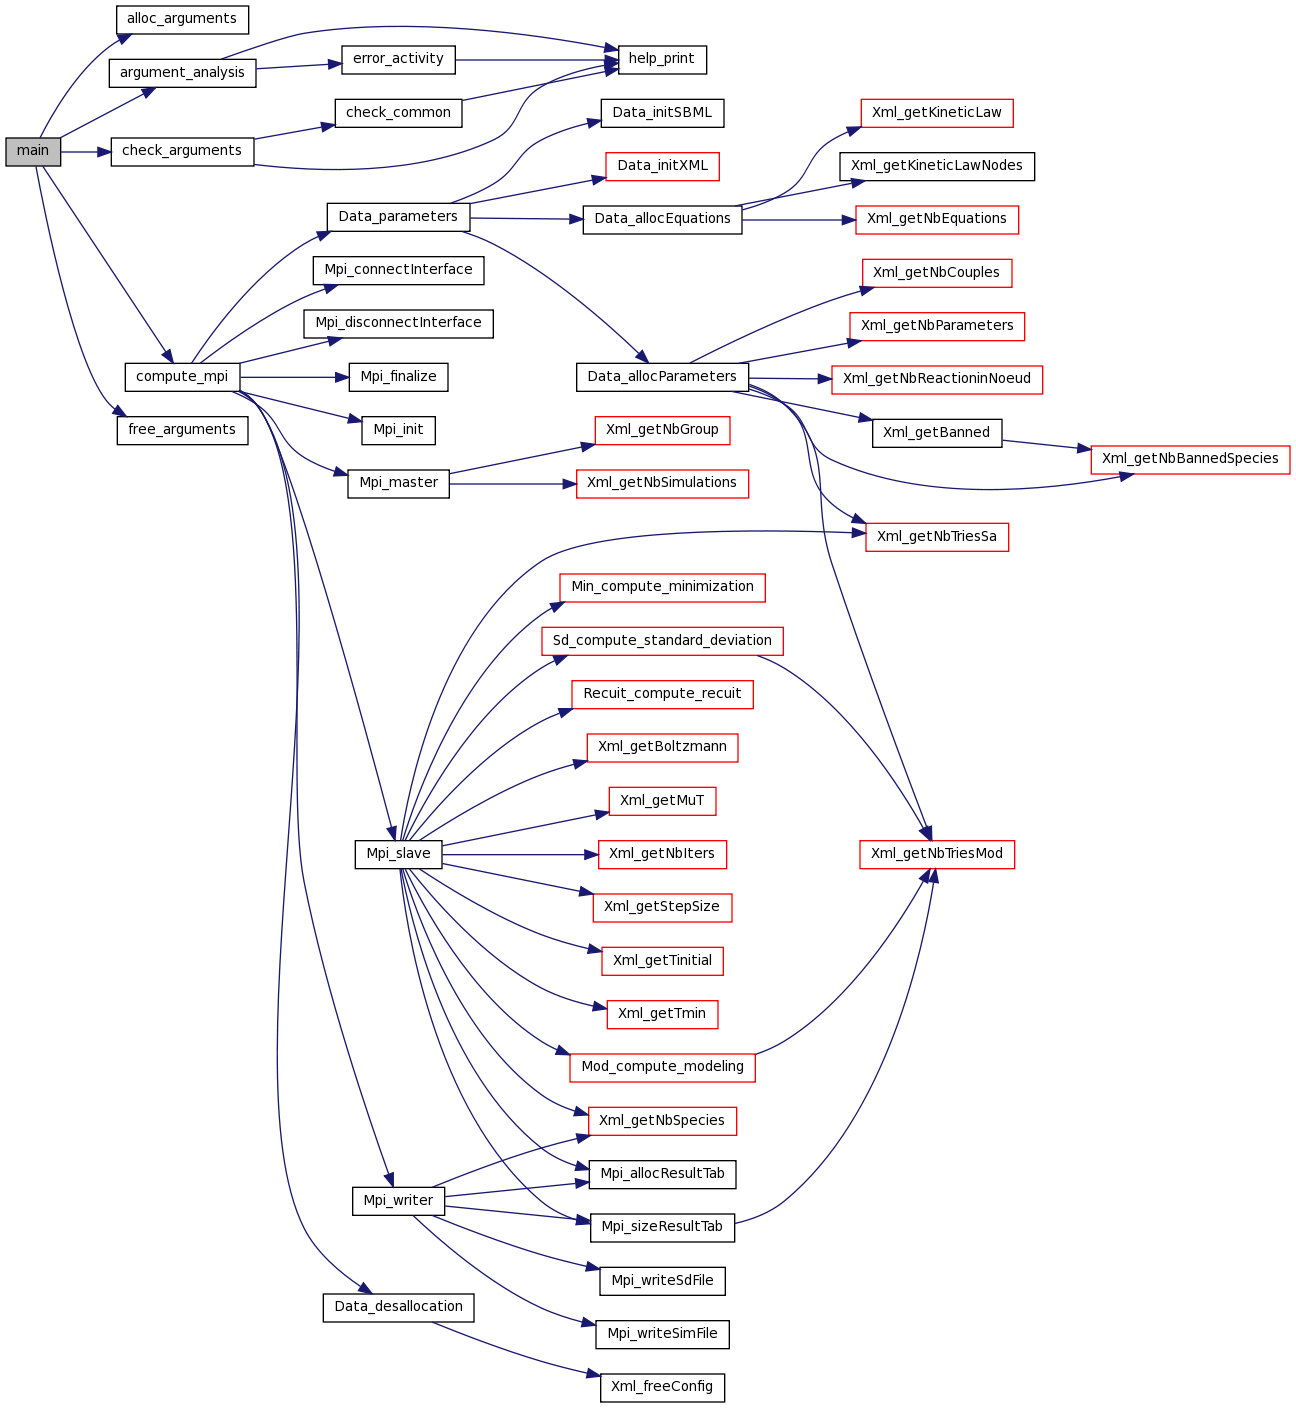 main
alloc_arguments
argument_analysis
check_arguments
compute_mpi
free_arguments
error_activity
check_common
help_print
Data_parameters
Mpi_connectInterface
Mpi_disconnectInterface
Mpi_finalize
Mpi_init
Mpi_master
Mpi_slave
Mpi_writer
Data_desallocation
Data_initSBML
Data_initXML
Data_allocEquations
Data_allocParameters
Xml_getNbGroup
Xml_getNbSimulations
Min_compute_minimization
Sd_compute_standard_deviation
Recuit_compute_recuit
Xml_getBoltzmann
Xml_getMuT
Xml_getNbIters
Xml_getStepSize
Xml_getTinitial
Xml_getTmin
Mod_compute_modeling
Xml_getNbSpecies
Mpi_allocResultTab
Mpi_sizeResultTab
Mpi_writeSdFile
Mpi_writeSimFile
Xml_freeConfig
Xml_getKineticLaw
Xml_getKineticLawNodes
Xml_getNbEquations
Xml_getNbCouples
Xml_getNbParameters
Xml_getNbReactioninNoeud
Xml_getBanned
Xml_getNbBannedSpecies
Xml_getNbTriesSa
Xml_getNbTriesMod